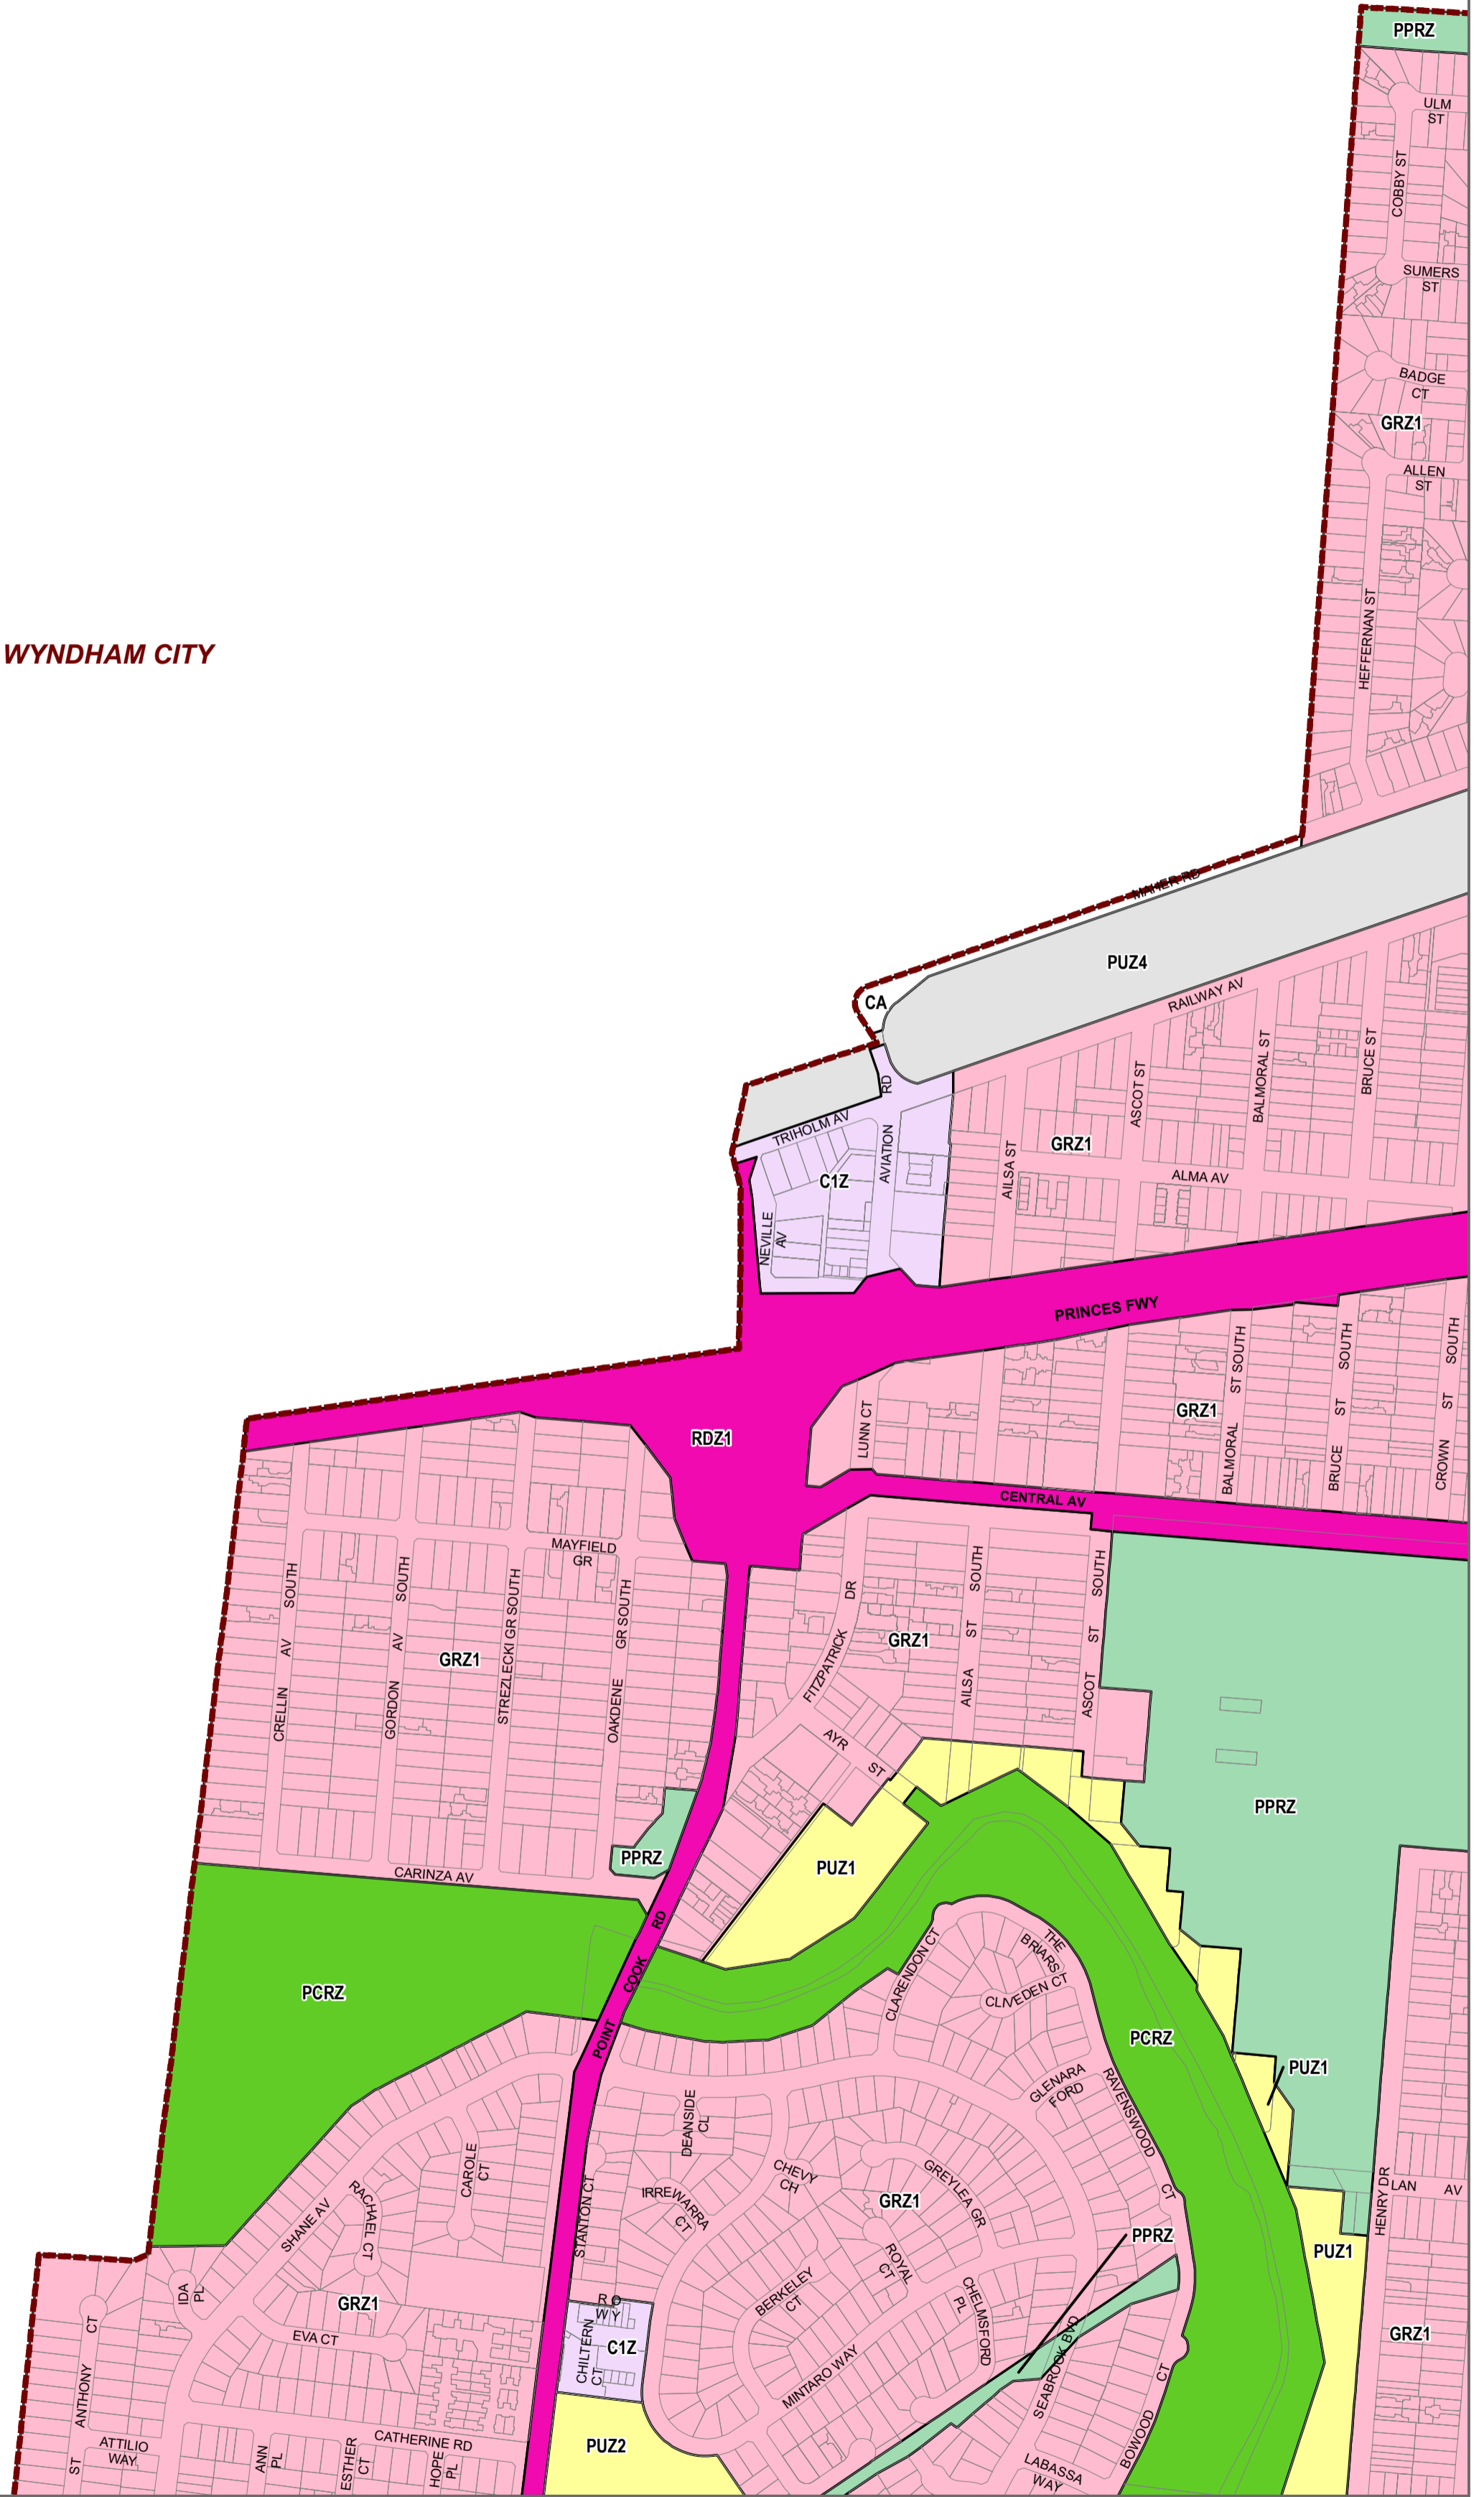 PPRZ
ULM
ST
COBBY ST
SUMERS
ST
BADGE
CT
GRZ1
ALLEN
ST
HEFFERNAN ST
WYNDHAM CITY
MAHER RD
PUZ4
CA
RAILWAY AV
RD
TRIHOLM AV
AVIATION
C1Z
NEVILLE
AV
AILSA ST
GRZ1
ASCOT ST
BALMORAL ST
BRUCE ST
ALMA AV
PRINCES FWY
LUNN CT
GRZ1
BALMORAL
ST SOUTH
BRUCE
ST
SOUTH
CROWN
ST
SOUTH
RDZ1
CENTRAL AV
MAYFIELD
GR
CRELLIN
AV
SOUTH
GORDON
AV
SOUTH
GRZ1
STREZLECKI GR SOUTH
OAKDENE
GR SOUTH
FITZPATRICK
DR
GRZ1
AILSA
ST
SOUTH
ASCOT
ST
SOUTH
AYR
ST
PPRZ
PPRZ
PUZ1
CARINZA AV
POINT
COOK
RD
PCRZ
CLARENDON CT
THE
BRIARS
CLIVEDEN CT
PCRZ
PUZ1
GLENARA
FORD
RAVENSWOOD
CT
DEANSIDE
CL
CHEVY
CH
GREYLEA GR
GRZ1
IRREWARRA
CT
STANTON CT
CAROLE
CT
RACHAEL CT
SHANE AV
IDA
PL
GRZ1
EVA CT
ROYAL
CT
BERKELEY
CT
CHELMSFORD
PL
MINTARO WAY
PPRZ
SEABROOK BVD
HENRY DR
LAN
AV
PUZ1
GRZ1
R O
W Y
CHILTERN
CT
C1Z
PUZ2
ANTHONY
CT
ATTILIO
WAY
ST
ANN
PL
ESTHER
CT
HOPE
PL
CATHERINE RD
LABASSA
WAY
BOWOOD
CT